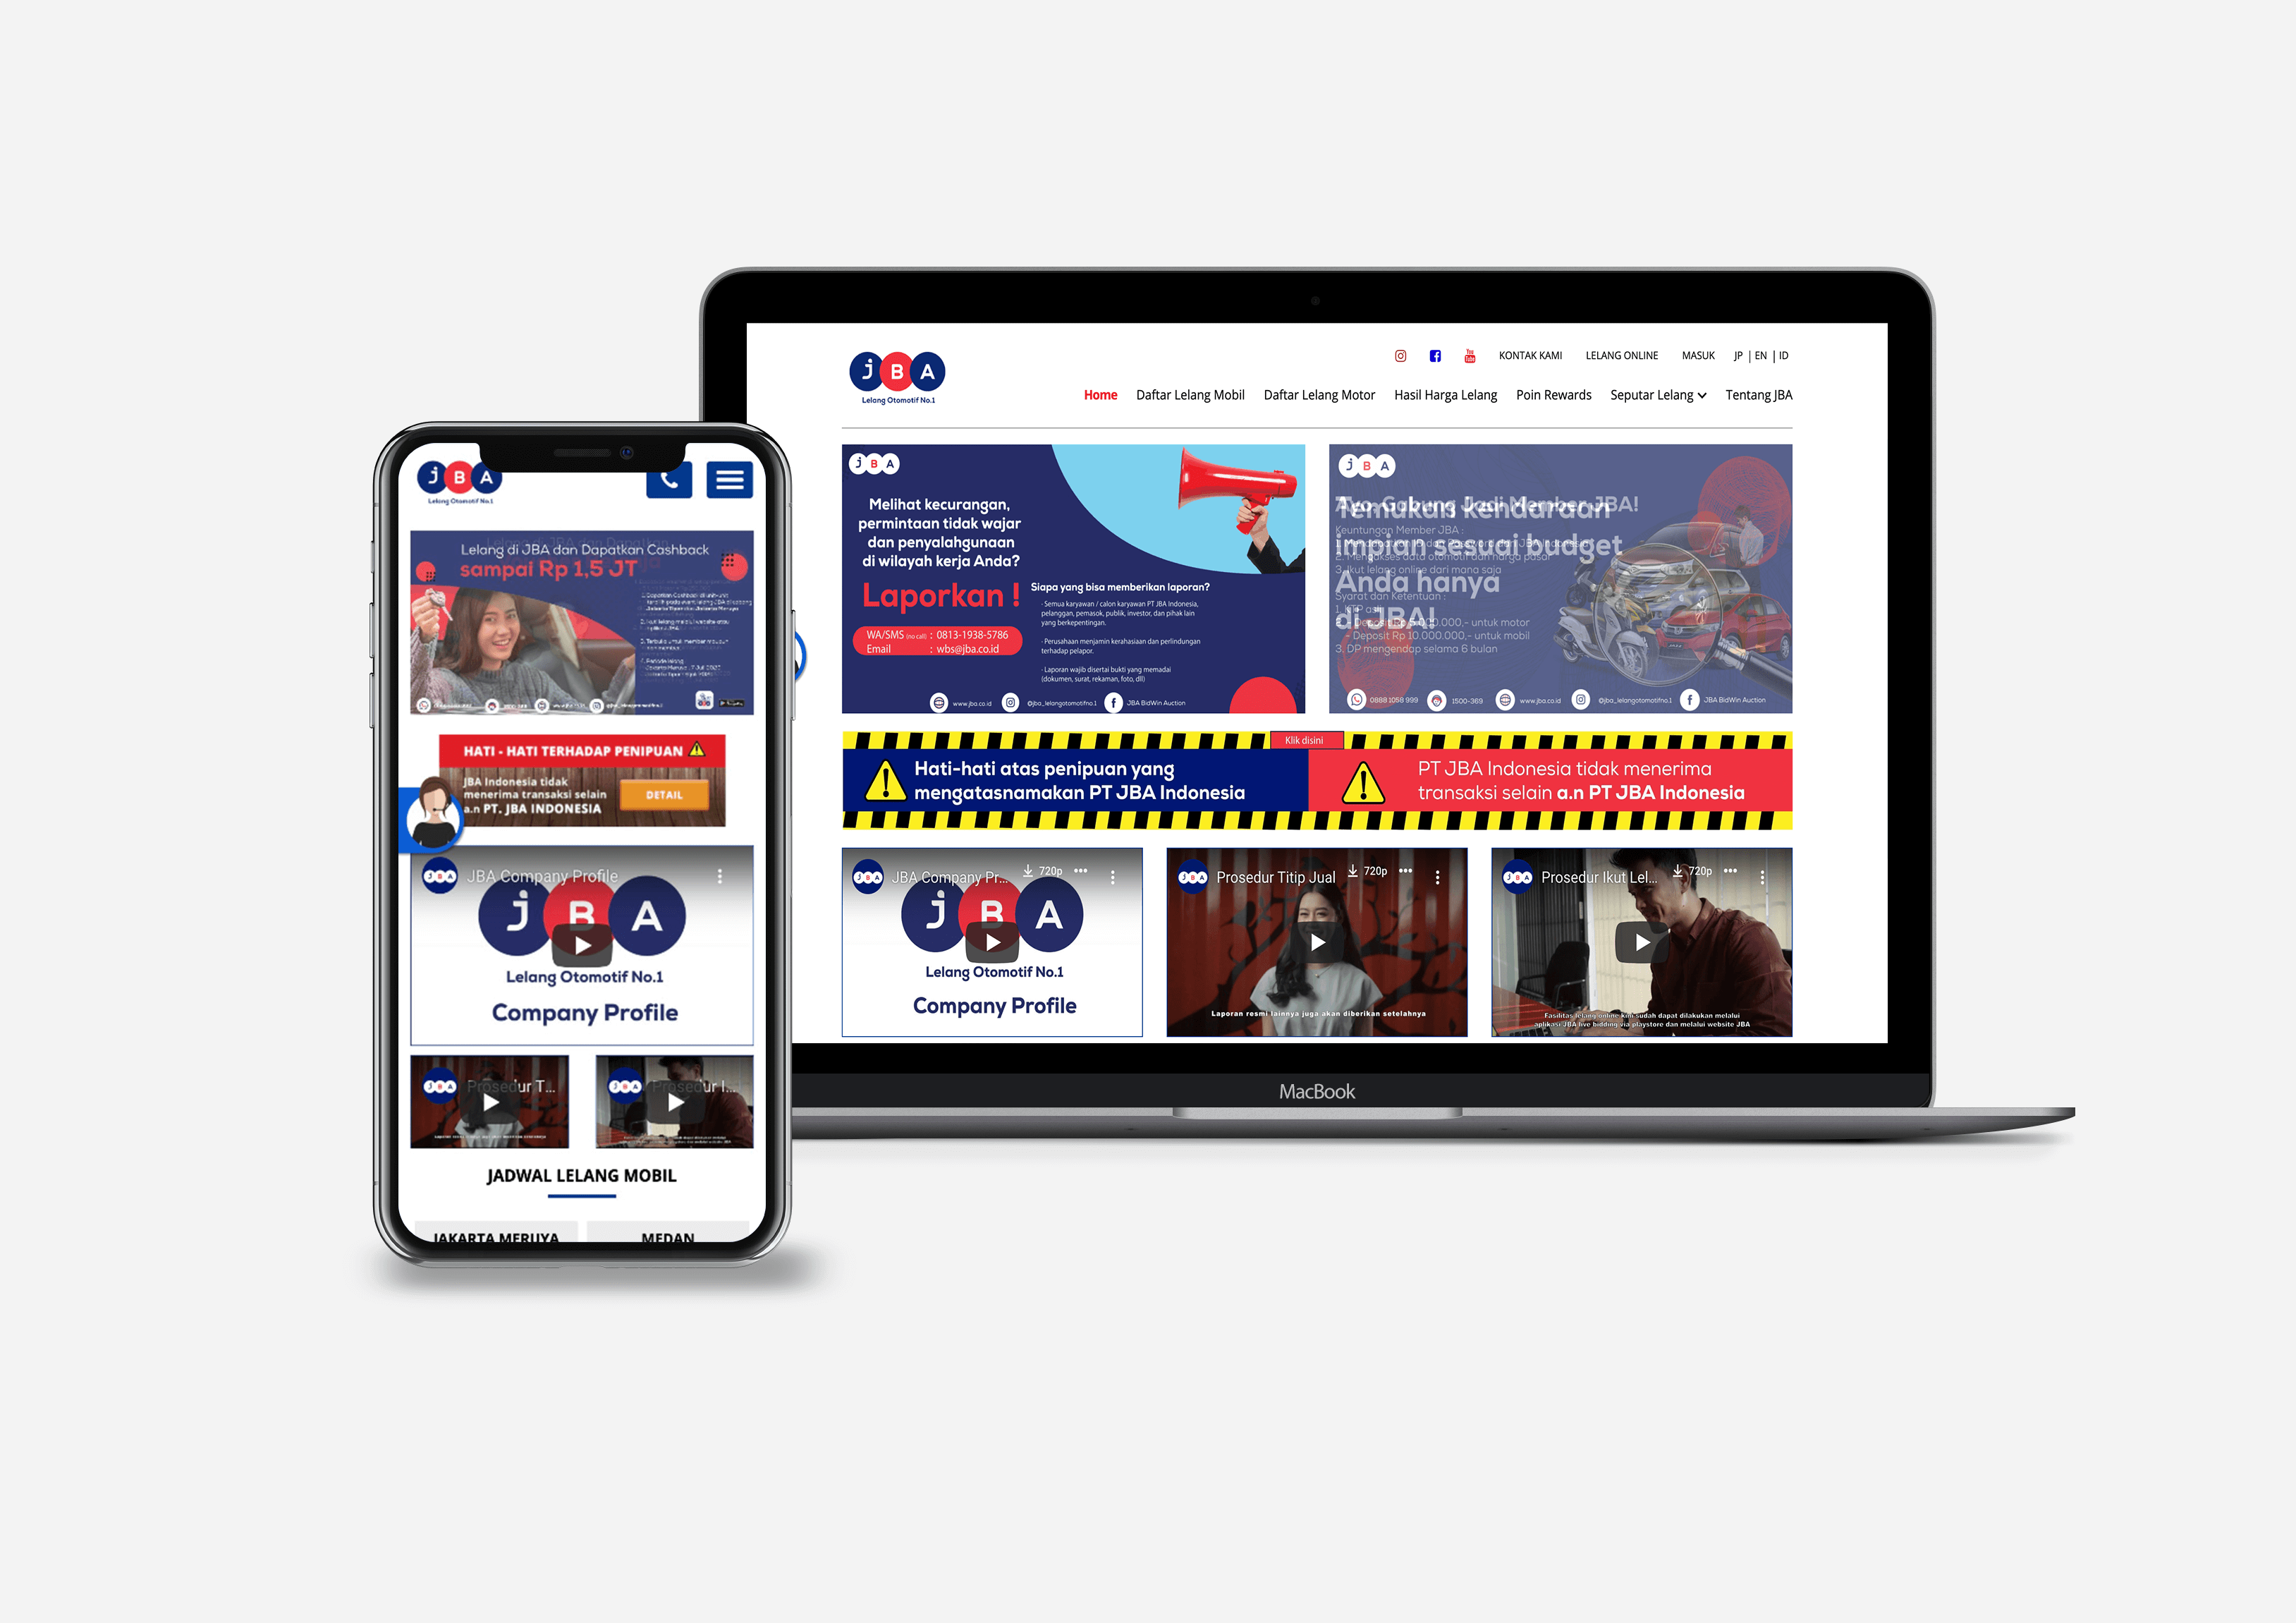 JBA
Lelang Otomotif No.1
KONTAK KAMI
LELANG ONLINE
MASUK
JP | EN | ID
Home
Daftar Lelang Mobil
Daftar Lelang Motor
Hasil Harga Lelang
Poin Rewards
Seputar Lelang
Tentang JBA
JBA
Melihat kecurangan,
permintaan tidak wajar
dan penyalahgunaan
di wilayah kerja Anda?
Laporkan !
WA/SMS (no call) : 0813-1938-5786
Email : wbs@jba.co.id
Siapa yang bisa memberikan laporan?
- Semua karyawan / calon karyawan PT JBA Indonesia,
pelanggan, pemasok, publik, investor, dan pihak lain
yang berkepentingan.
- Perusahaan menjamin kerahasiaan dan perlindungan
terhadap pelapor.
- Laporan wajib disertai bukti yang memadai
(dokumen, surat, rekaman, foto, dll)
www.jba.co.id
@jba_lelangotomotifno.1
JBA BidWin Auction
JBA
Ayo, Gabung Jadi Member JBA!
Temukan kendaraan
impian sesuai budget
Anda hanya
di JBA!
Keuntungan Member JBA :
3. Ikut lelang online dari mana saja
Syarat dan Ketentuan :
1. KTP asli
- Deposit Rp 10.000.000,- untuk mobil
3. DP mengendap selama 6 bulan
0888 1058 999
1500-369
www.jba.co.id
@jba_lelangotomotifno.1
JBA BidWin Auction
Klik disini
Hati-hati atas penipuan yang
mengatasnamakan PT JBA Indonesia
PT JBA Indonesia tidak menerima
transaksi selain a.n PT JBA Indonesia
JBA
JBA Company Pr...
720p
JBA
Lelang Otomotif No.1
Company Profile
JBA
Prosedur Titip Jual
720p
Laporan resmi lainnya juga akan diberikan setelahnya
JBA
Prosedur Ikut Lel...
720p
Fasilitas lelang online kini sudah dapat dilakukan melalui
aplikasi JBA live bidding via playstore dan melalui website JBA
MacBook
JBA
Lelang Otomotif No.1
Lelang di JBA dan Dapatkan Cashback
sampai Rp 1,5 JT
HATI - HATI TERHADAP PENIPUAN
JBA Indonesia tidak
menerima transaksi selain
a.n PT. JBA INDONESIA
DETAIL
JBA
JBA Company Profile
JBA
Lelang Otomotif No.1
Company Profile
JBA
Prosedur T...
JBA
Prosedur I...
JADWAL LELANG MOBIL
JAKARTA MERUYA
MEDAN